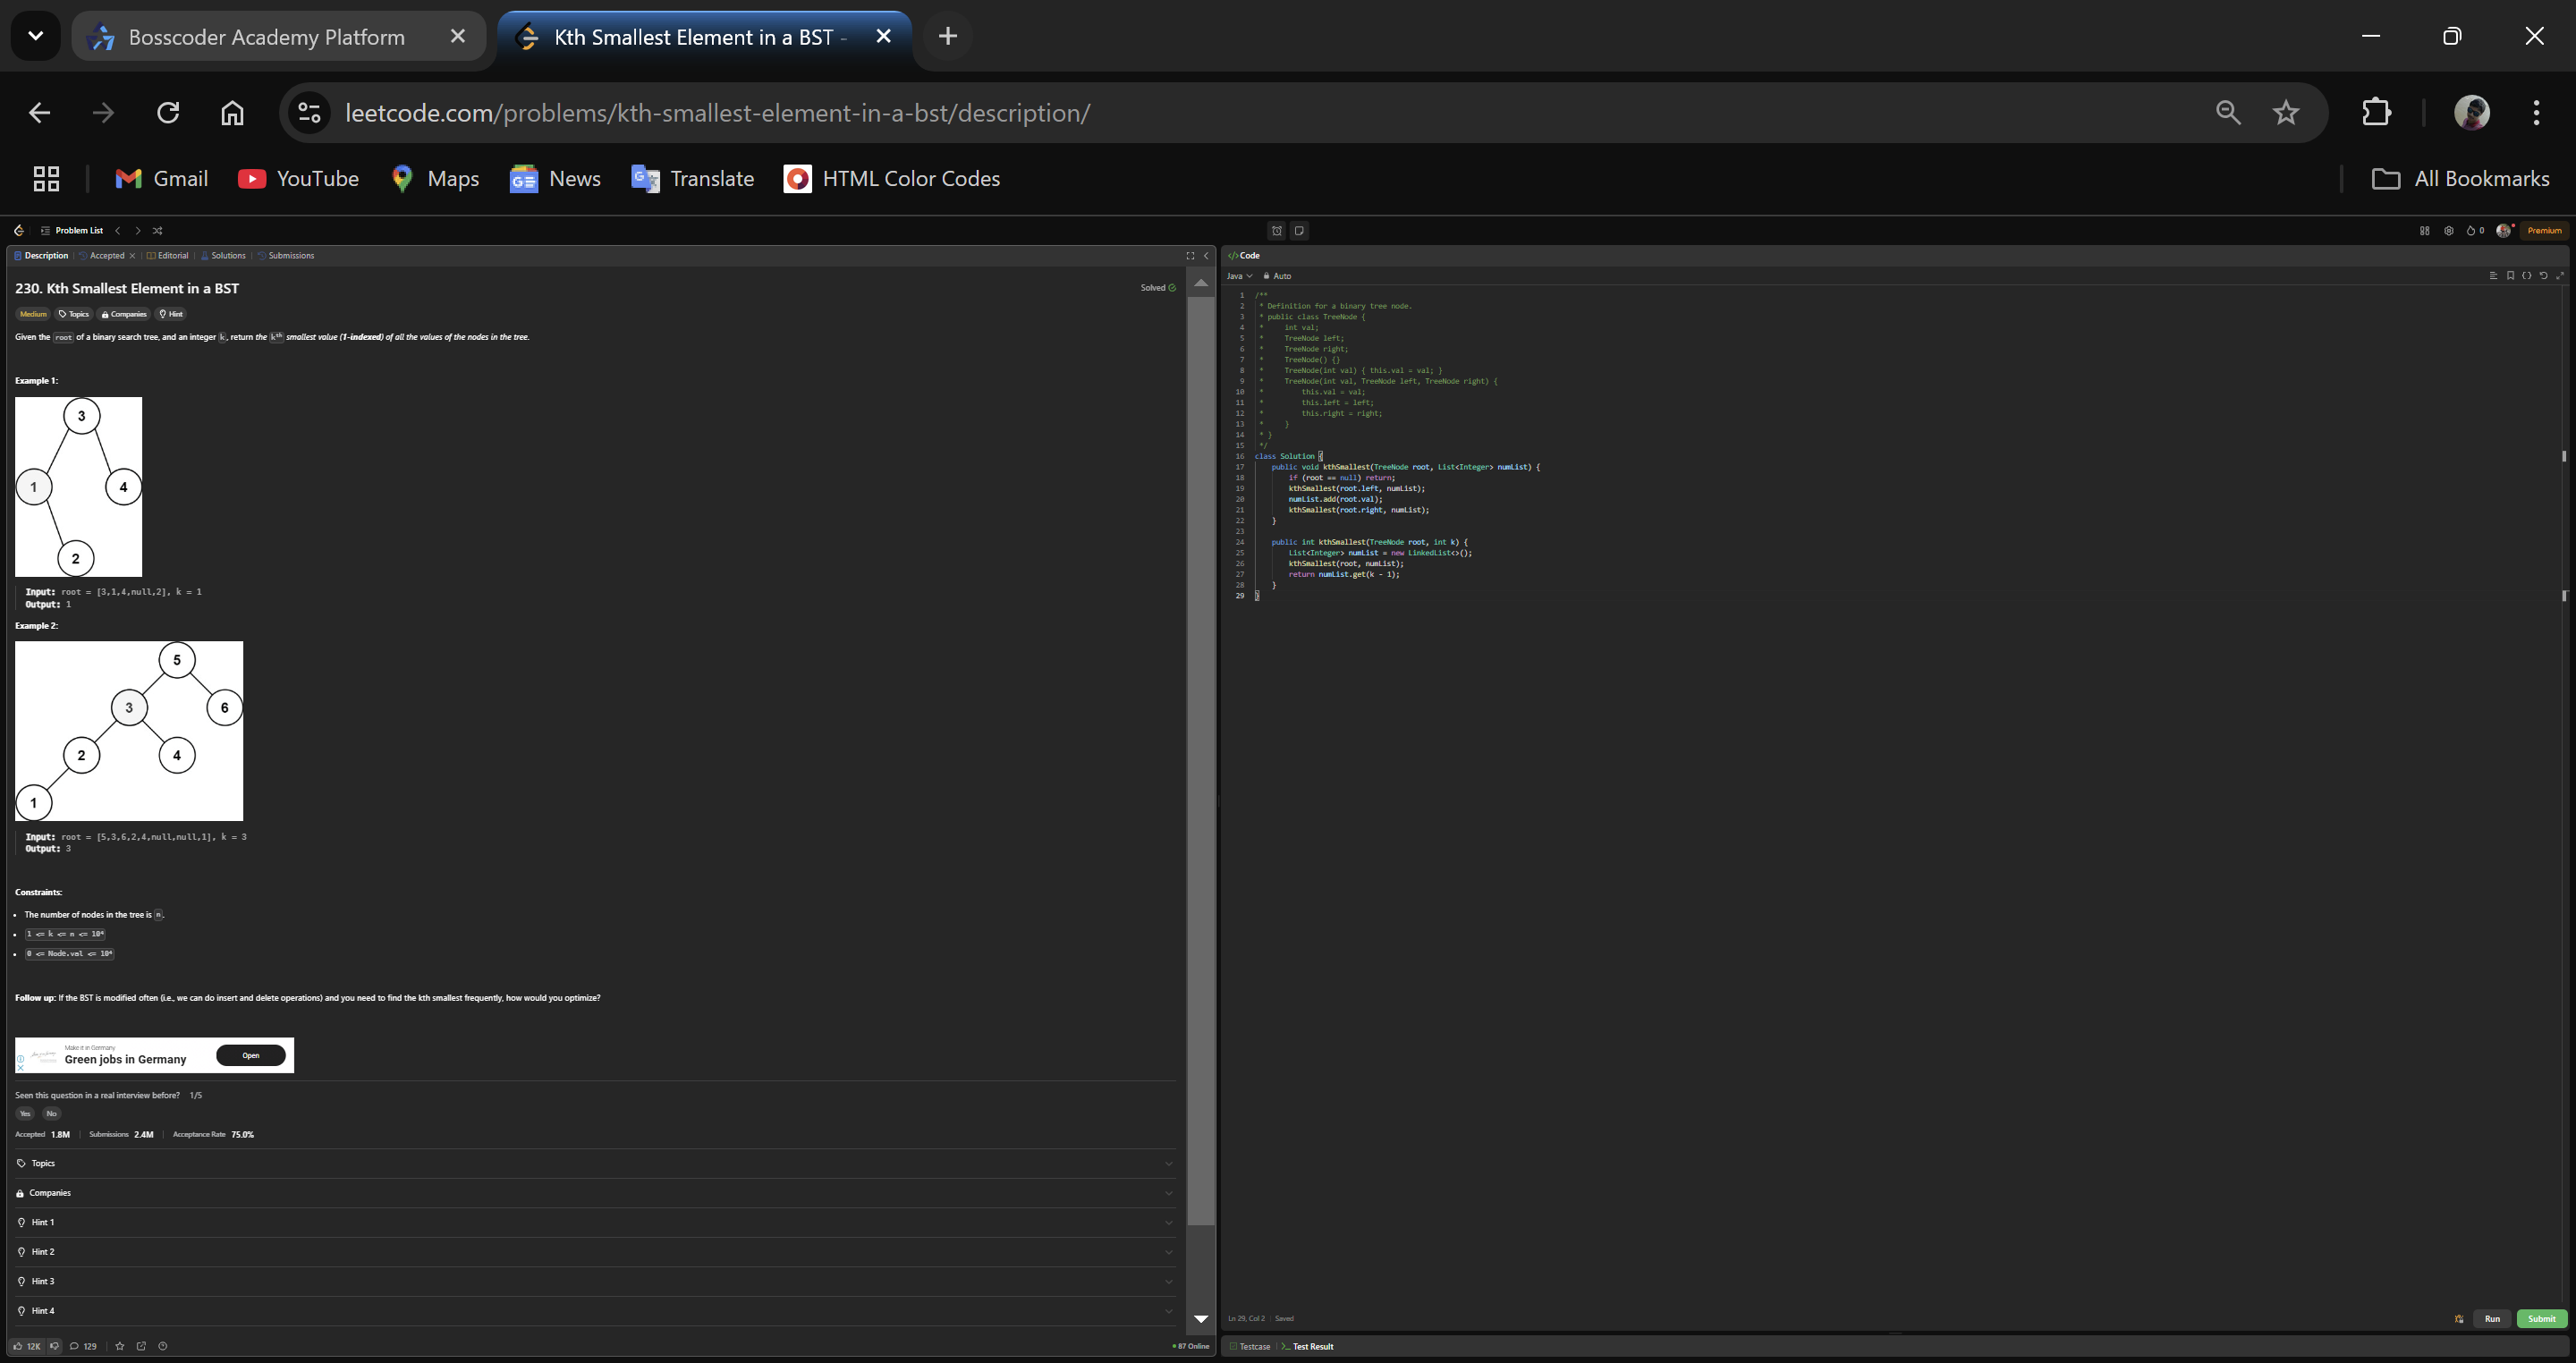 Bosscoder Academy Platform
Kth Smallest Element in a BST -
leetcode.com/problems/kth-smallest-element-in-a-bst/description/
Gmail YouTube Maps News Translate HTML Color Codes All Bookmarks
Problem List 0 Premium
Description Accepted Editorial Solutions Submissions
230. Kth Smallest Element in a BST Solved
Medium Topics Companies Hint
Given the root of a binary search tree, and an integer k, return the kth smallest value (1-indexed) of all the values of the nodes in the tree.
Example 1:
3
1 4
2
Input: root = [3,1,4,null,2], k = 1
Output: 1
Example 2:
5
3 6
2 4
1
Input: root = [5,3,6,2,4,null,null,1], k = 3
Output: 3
Constraints:
• The number of nodes in the tree is n.
• 1 <= k <= n <= 10⁴
• 0 <= Node.val <= 10⁴
Follow up: If the BST is modified often (i.e., we can do insert and delete operations) and you need to find the kth smallest frequently, how would you optimize?
Make it in Germany
Green jobs in Germany Open
Seen this question in a real interview before? 1/5
Yes No
Accepted 1.8M Submissions 2.4M Acceptance Rate 75.0%
Topics
Companies
Hint 1
Hint 2
Hint 3
Hint 4
12K 129 87 Online
</> Code
Java Auto
1 /**
2 * Definition for a binary tree node.
3 * public class TreeNode {
4 * int val;
5 * TreeNode left;
6 * TreeNode right;
7 * TreeNode() {}
8 * TreeNode(int val) { this.val = val; }
9 * TreeNode(int val, TreeNode left, TreeNode right) {
10 * this.val = val;
11 * this.left = left;
12 * this.right = right;
13 * }
14 * }
15 */
16 class Solution {
17 public void kthSmallest(TreeNode root, List<Integer> numList) {
18 if (root == null) return;
19 kthSmallest(root.left, numList);
20 numList.add(root.val);
21 kthSmallest(root.right, numList);
22 }
23
24 public int kthSmallest(TreeNode root, int k) {
25 List<Integer> numList = new LinkedList<>();
26 kthSmallest(root, numList);
27 return numList.get(k - 1);
28 }
29 }
Ln 29, Col 2 Saved Run Submit
Testcase >_ Test Result